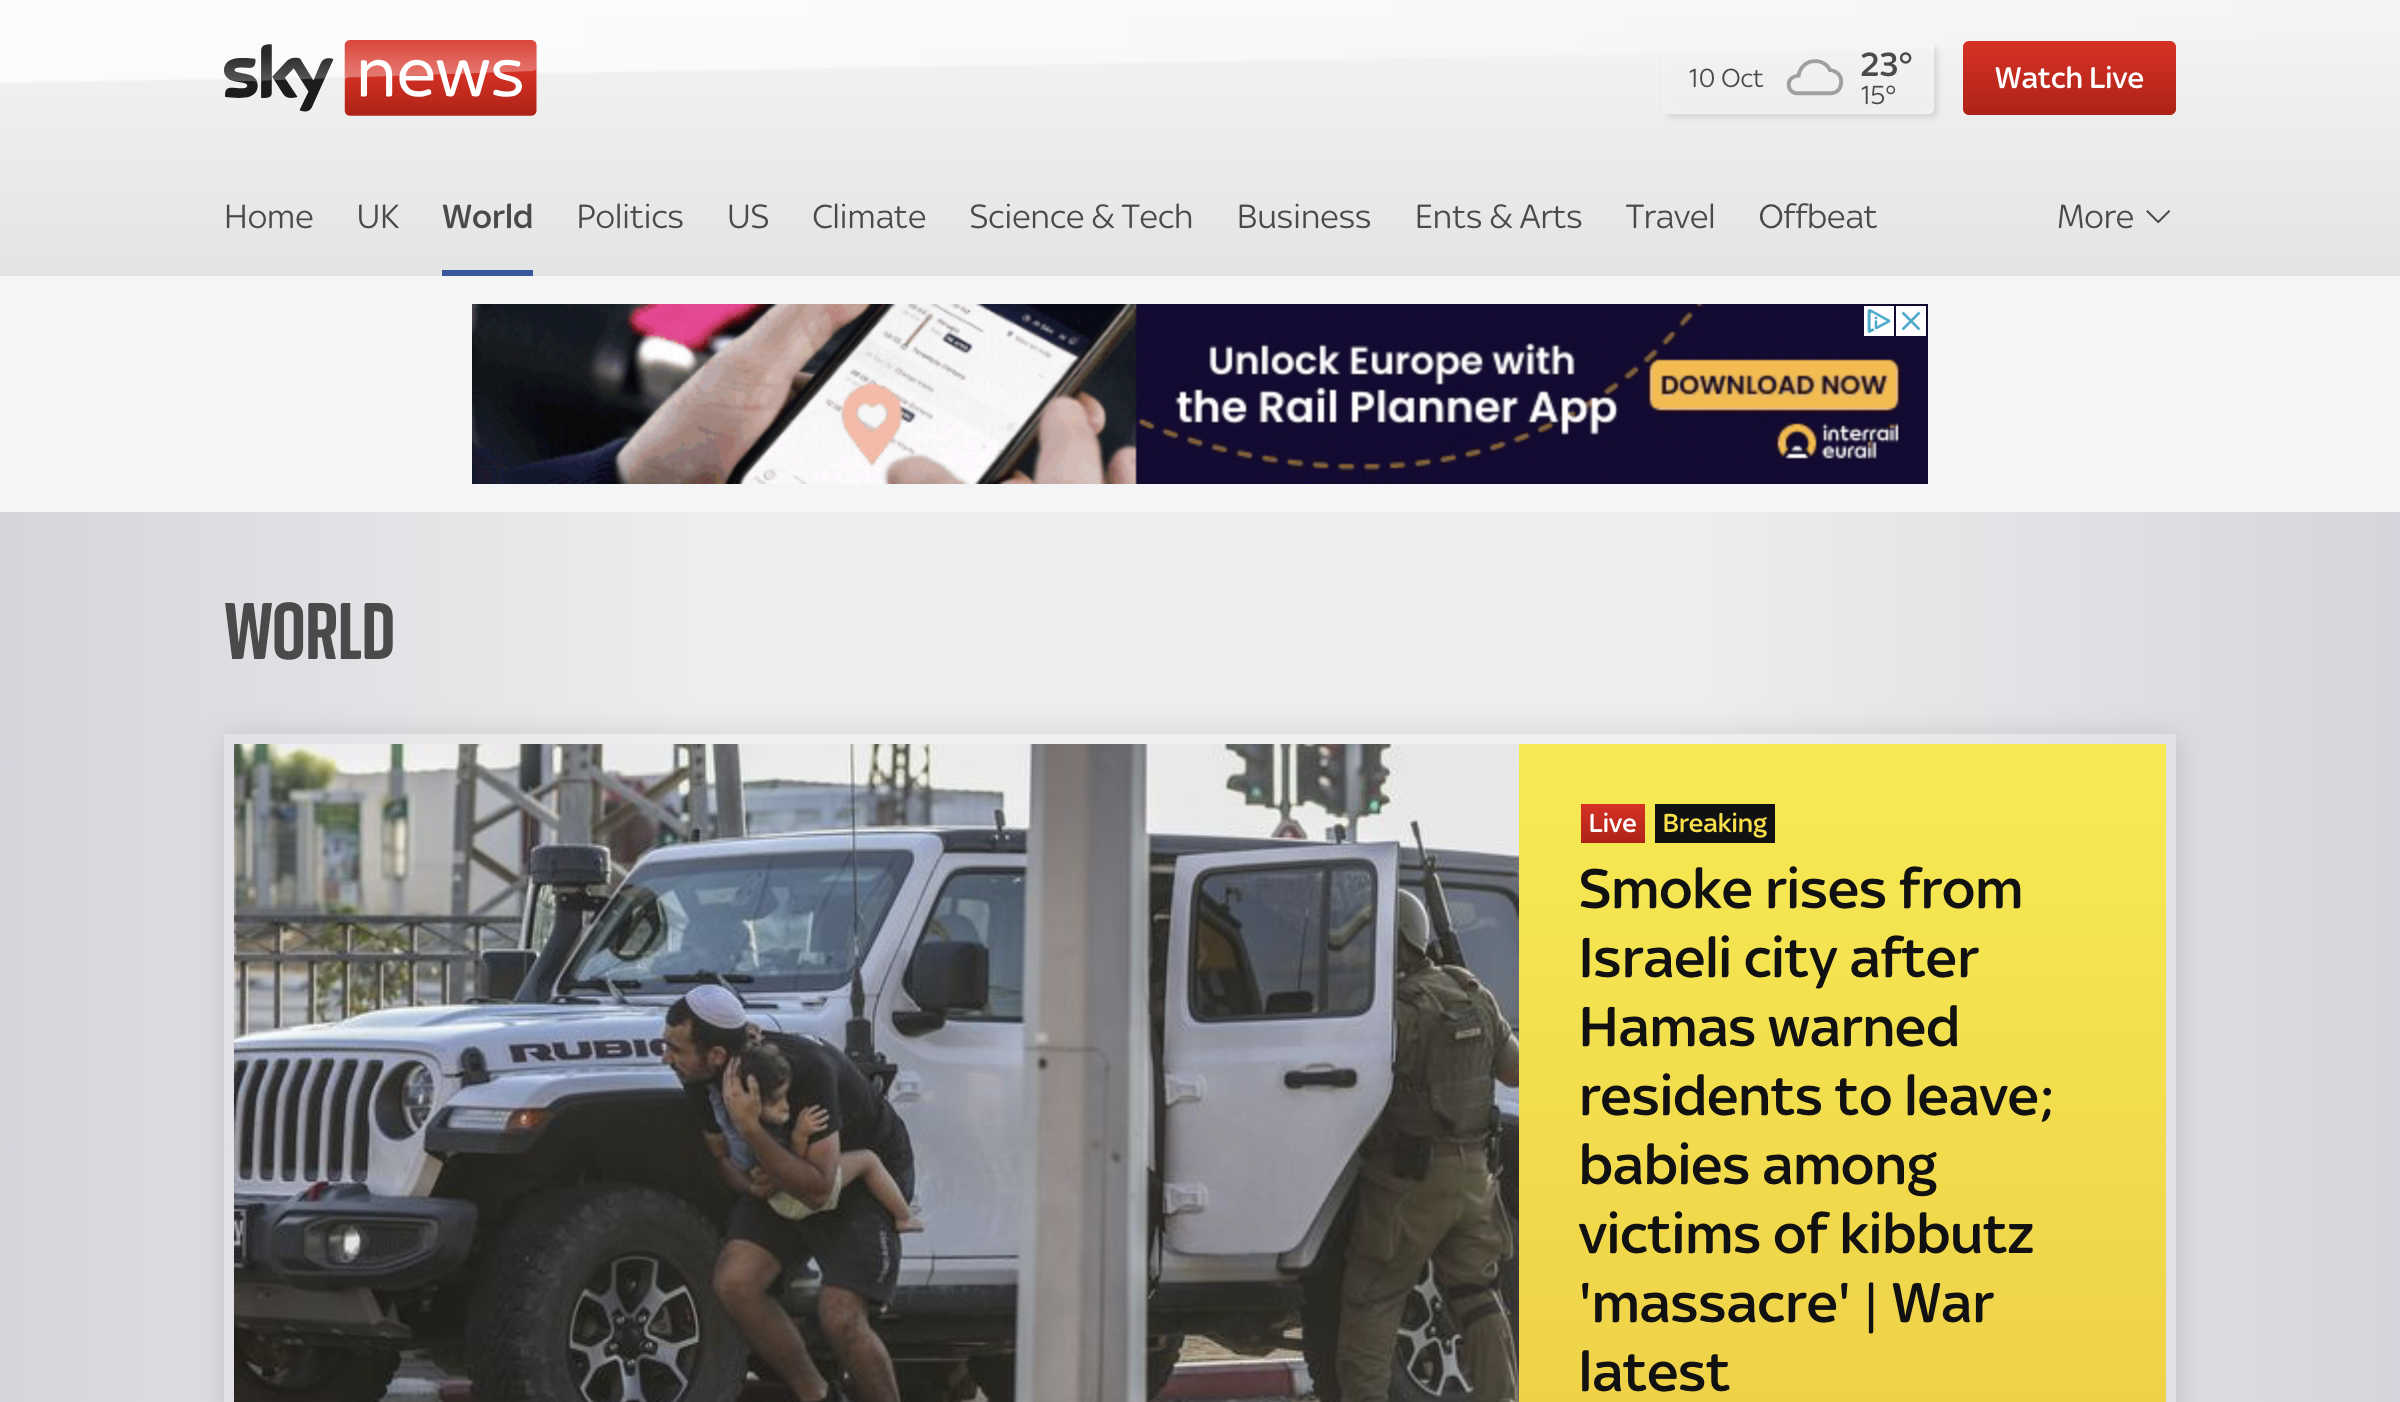 sky news
10 Oct
23°
15°
Watch Live
Home UK World Politics US Climate Science & Tech Business Ents & Arts Travel Offbeat More
Unlock Europe with
the Rail Planner App
DOWNLOAD NOW
interrail
eurail
WORLD
RUBIC
Live Breaking
Smoke rises from
Israeli city after
Hamas warned
residents to leave;
babies among
victims of kibbutz
'massacre' | War
latest